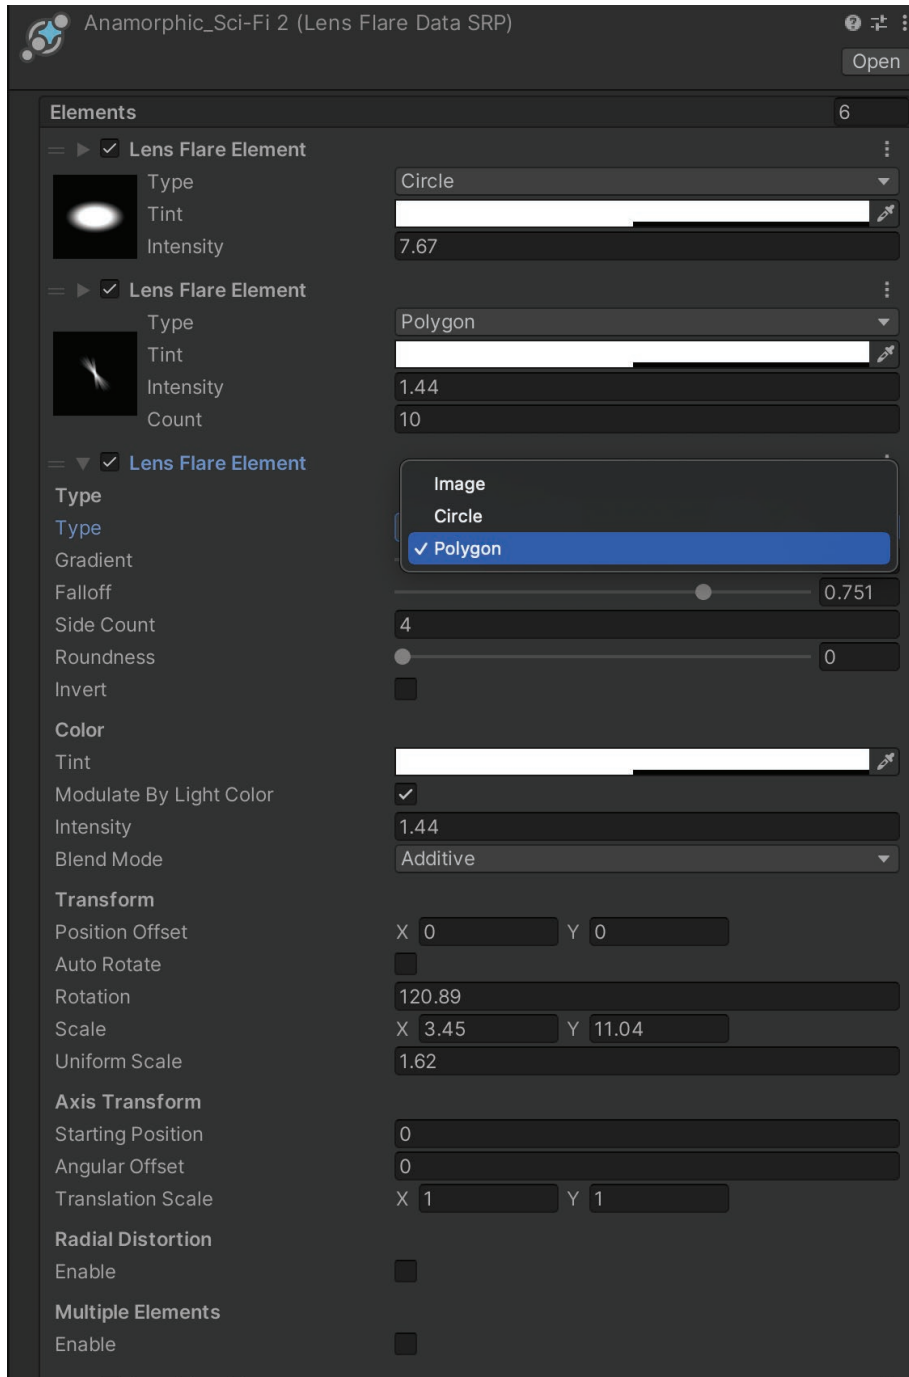 Anamorphic_Sci-Fi 2 (Lens Flare Data SRP)
Open
Elements 6
Lens Flare Element
Type Circle
Tint
Intensity 7.67
Lens Flare Element
Type Polygon
Tint
Intensity 1.44
Count 10
Lens Flare Element
Type
Image
Type
Circle
Polygon
Gradient
Falloff 0.751
Side Count 4
Roundness 0
Invert
Color
Tint
Modulate By Light Color
Intensity 1.44
Blend Mode Additive
Transform
Position Offset X 0 Y 0
Auto Rotate
Rotation 120.89
Scale X 3.45 Y 11.04
Uniform Scale 1.62
Axis Transform
Starting Position 0
Angular Offset 0
Translation Scale X 1 Y 1
Radial Distortion
Enable
Multiple Elements
Enable